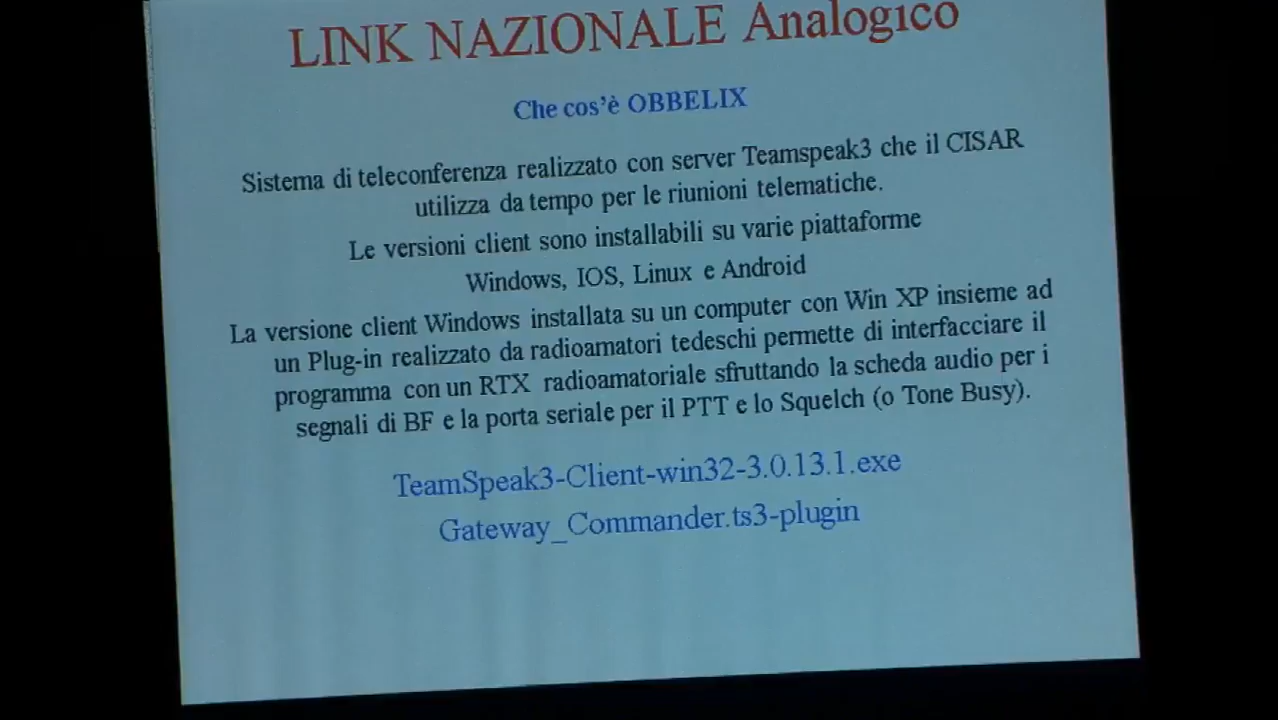 LINK NAZIONALE Analogico
Che cos'è OBBELIX
Sistema di teleconferenza realizzato con server Teamspeak3 che il CISAR
utilizza da tempo per le riunioni telematiche.
Le versioni client sono installabili su varie piattaforme
Windows, IOS, Linux e Android
La versione client Windows installata su un computer con Win XP insieme ad
un Plug-in realizzato da radioamatori tedeschi permette di interfacciare il
programma con un RTX radioamatoriale sfruttando la scheda audio per i
segnali di BF e la porta seriale per il PTT e lo Squelch (o Tone Busy).
TeamSpeak3-Client-win32-3.0.13.1.exe
Gateway_Commander.ts3-plugin